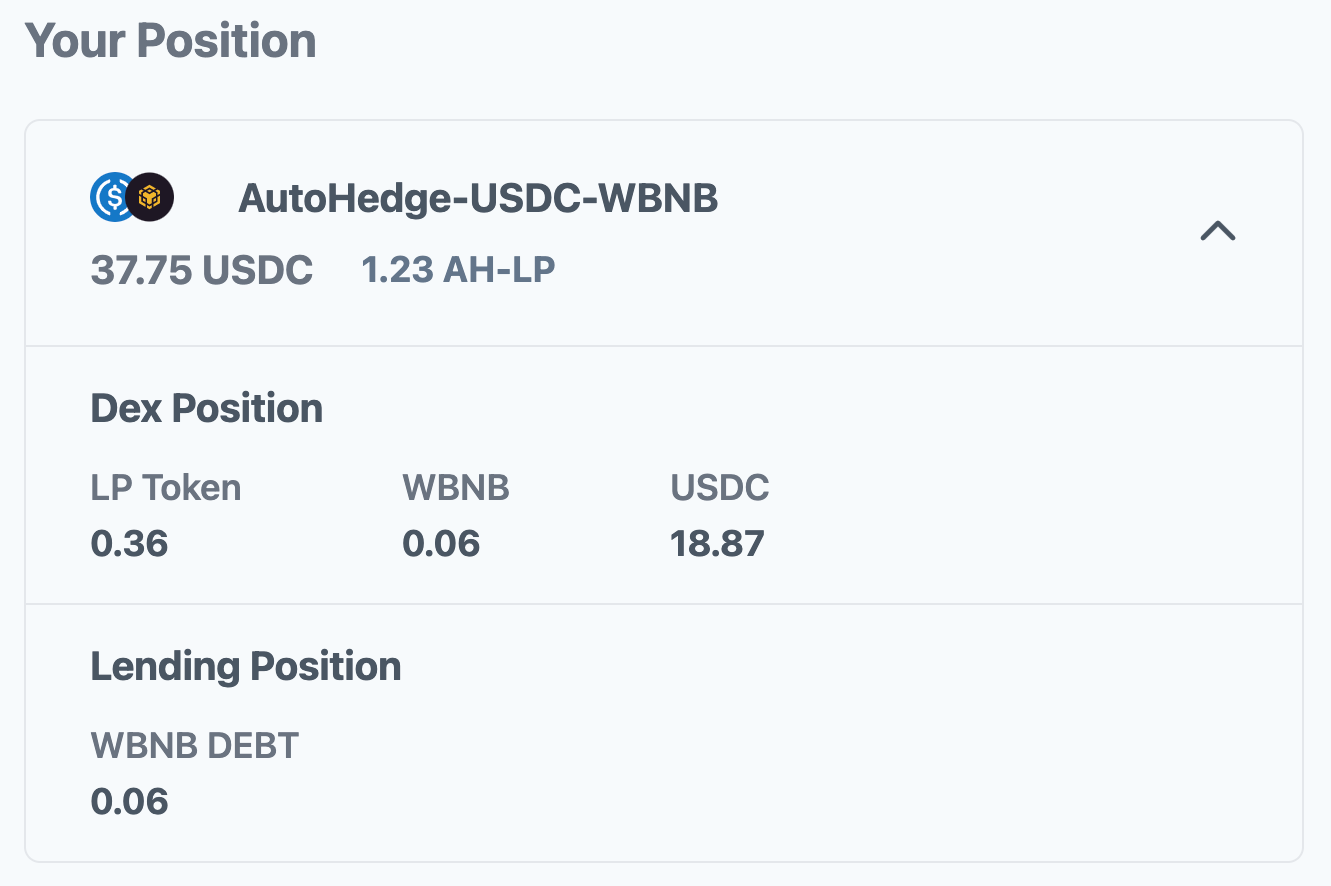 Your Position
AutoHedge-USDC-WBNB
37.75 USDC 1.23 AH-LP
Dex Position
LP Token WBNB USDC
0.36 0.06 18.87
Lending Position
WBNB DEBT
0.06